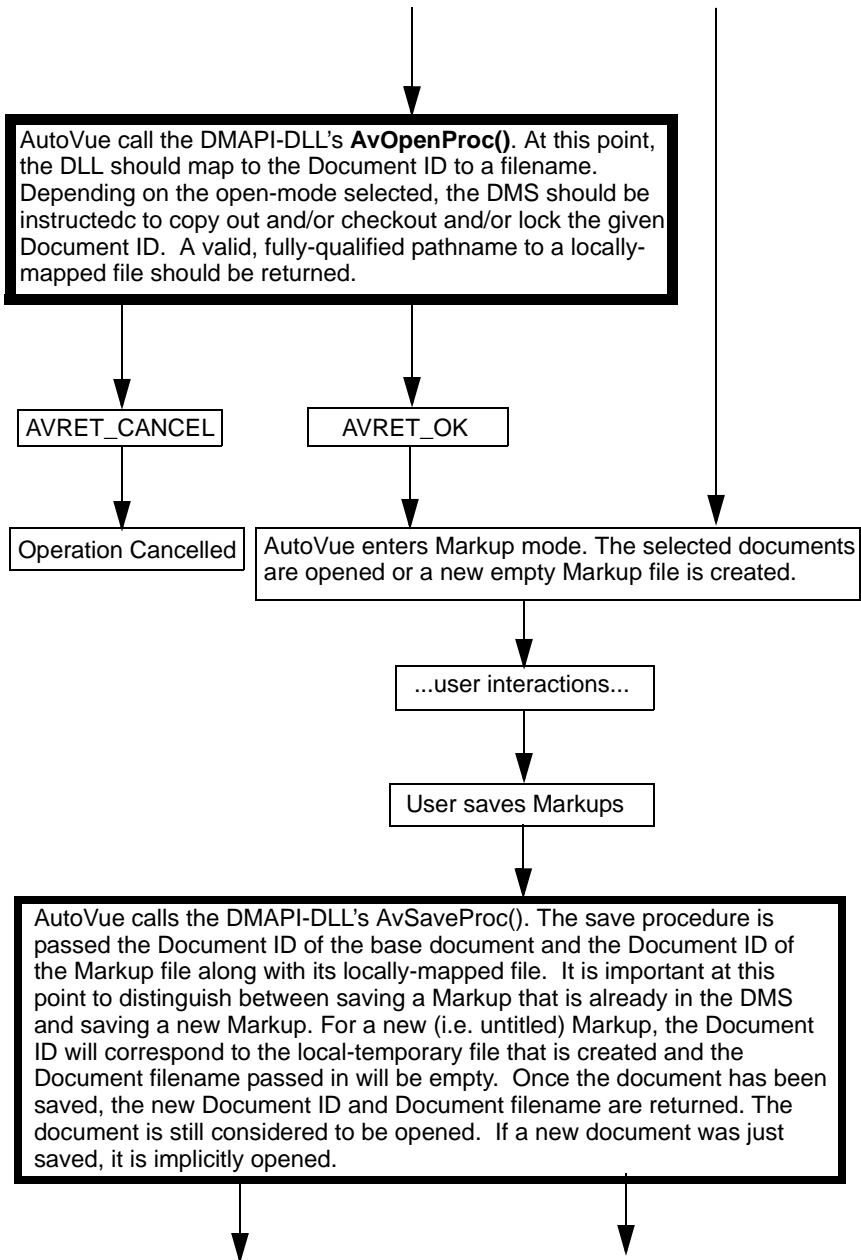 AutoVue call the DMAPI-DLL's AvOpenProc(). At this point,
the DLL should map to the Document ID to a filename.
Depending on the open-mode selected, the DMS should be
instructedc to copy out and/or checkout and/or lock the given
Document ID.  A valid, fully-qualified pathname to a locally-
mapped file should be returned.
AVRET_CANCEL
AVRET_OK
Operation Cancelled
AutoVue enters Markup mode. The selected documents
are opened or a new empty Markup file is created.
...user interactions...
User saves Markups
AutoVue calls the DMAPI-DLL's AvSaveProc(). The save procedure is
passed the Document ID of the base document and the Document ID of
the Markup file along with its locally-mapped file.  It is important at this
point to distinguish between saving a Markup that is already in the DMS
and saving a new Markup. For a new (i.e. untitled) Markup, the Document
ID will correspond to the local-temporary file that is created and the
Document filename passed in will be empty.  Once the document has been
saved, the new Document ID and Document filename are returned. The
document is still considered to be opened.  If a new document was just
saved, it is implicitly opened.